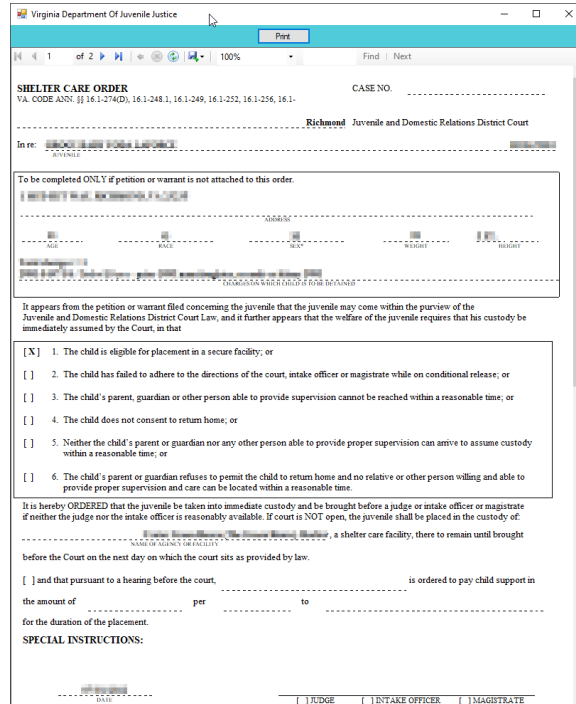 Virginia Department Of Juvenile Justice
Print
1 of 2 100% Find | Next
SHELTER CARE ORDER CASE NO.
VA. CODE ANN. §§ 16.1-274(D), 16.1-248.1, 16.1-249, 16.1-252, 16.1-256, 16.1-
Richmond Juvenile and Domestic Relations District Court
In re:
JUVENILE
To be completed ONLY if petition or warrant is not attached to this order.
ADDRESS
AGE RACE SEX* WEIGHT HEIGHT
CHARGES ON WHICH CHILD IS TO BE DETAINED
It appears from the petition or warrant filed concerning the juvenile that the juvenile may come within the purview of the
Juvenile and Domestic Relations District Court Law, and it further appears that the welfare of the juvenile requires that his custody be
immediately assumed by the Court, in that
[ X ] 1. The child is eligible for placement in a secure facility; or
[ ] 2. The child has failed to adhere to the directions of the court, intake officer or magistrate while on conditional release; or
[ ] 3. The child's parent, guardian or other person able to provide supervision cannot be reached within a reasonable time; or
[ ] 4. The child does not consent to return home; or
[ ] 5. Neither the child's parent or guardian nor any other person able to provide proper supervision can arrive to assume custody
within a reasonable time; or
[ ] 6. The child's parent or guardian refuses to permit the child to return home and no relative or other person willing and able to
provide proper supervision and care can be located within a reasonable time.
It is hereby ORDERED that the juvenile be taken into immediate custody and be brought before a judge or intake officer or magistrate
if neither the judge nor the intake officer is reasonably available. If court is NOT open, the juvenile shall be placed in the custody of:
, a shelter care facility, there to remain until brought
NAME OF AGENCY OR FACILITY
before the Court on the next day on which the court sits as provided by law.
[ ] and that pursuant to a hearing before the court, is ordered to pay child support in
the amount of per to
for the duration of the placement.
SPECIAL INSTRUCTIONS:
DATE [ ] JUDGE [ ] INTAKE OFFICER [ ] MAGISTRATE